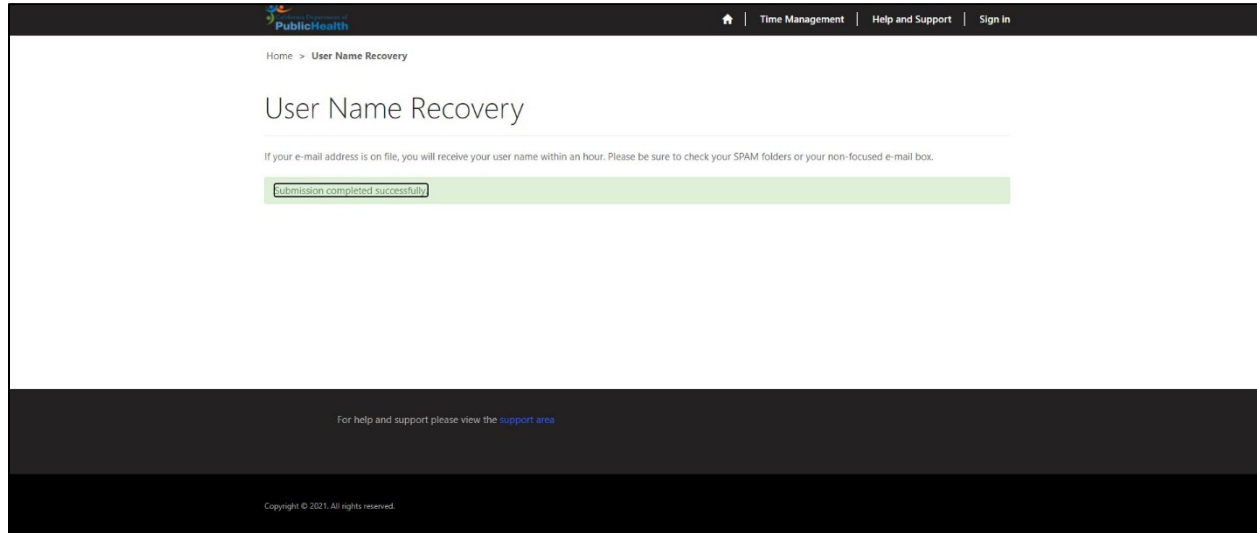 California Department of
PublicHealth
Time Management | Help and Support | Sign in
Home > User Name Recovery
User Name Recovery
If your e-mail address is on file, you will receive your user name within an hour. Please be sure to check your SPAM folders or your non-focused e-mail box.
Submission completed successfully.
For help and support please view the support area
Copyright © 2021. All rights reserved.